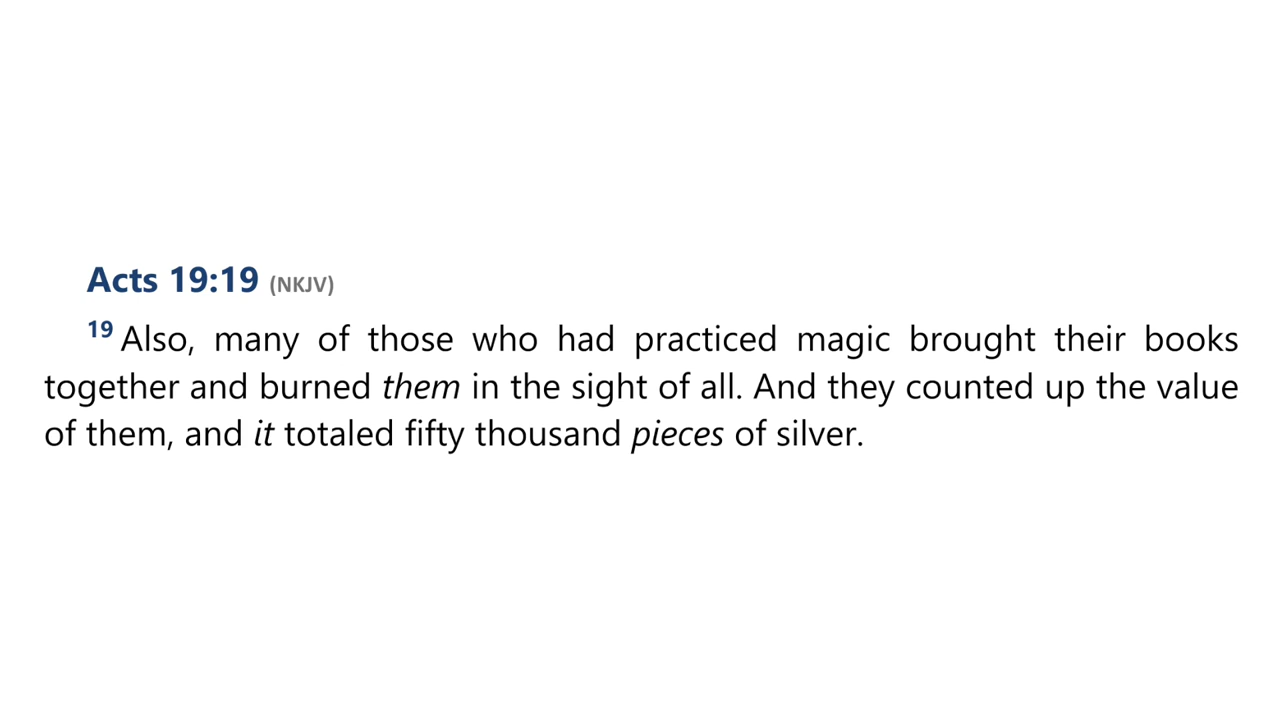 Acts 19:19 (NKJV)
19 Also, many of those who had practiced magic brought their books
together and burned them in the sight of all. And they counted up the value
of them, and it totaled fifty thousand pieces of silver.